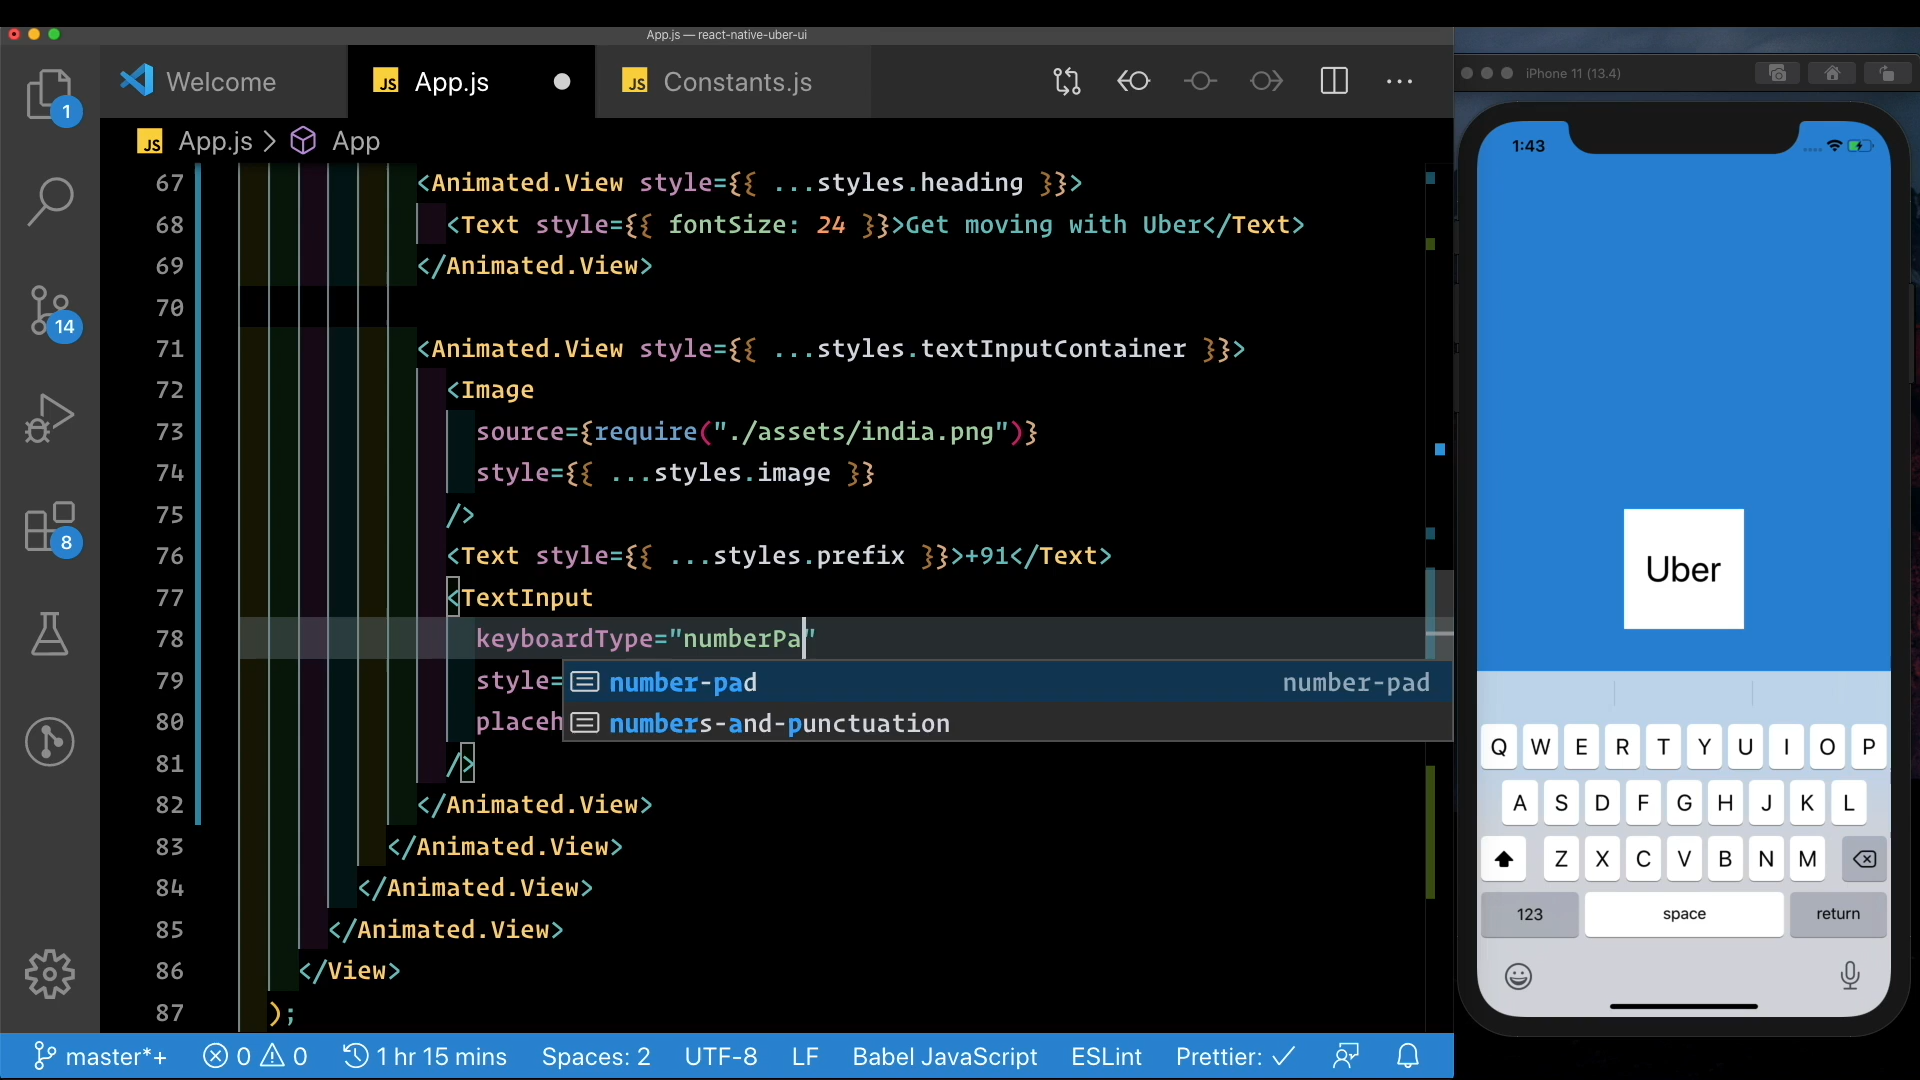 App.js — react-native-uber-ui
Welcome
JS App.js
JS Constants.js
JS App.js > App
67 <Animated.View style={{ ...styles.heading }}>
68 <Text style={{ fontSize: 24 }}>Get moving with Uber</Text>
69 </Animated.View>
70
71 <Animated.View style={{ ...styles.textInputContainer }}>
72 <Image
73 source={require("./assets/india.png")}
74 style={{ ...styles.image }}
75 />
76 <Text style={{ ...styles.prefix }}>+91</Text>
77 <TextInput
78 keyboardType="numberPa"
79 style=
80 placeh
number-pad number-pad
numbers-and-punctuation
81 />
82 </Animated.View>
83 </Animated.View>
84 </Animated.View>
85 </Animated.View>
86 </View>
87 );
1
14
8
master*+ 0 0 1 hr 15 mins Spaces: 2 UTF-8 LF Babel JavaScript ESLint Prettier: ✓
iPhone 11 (13.4)
1:43
Uber
Q W E R T Y U I O P
A S D F G H J K L
Z X C V B N M
123 space return